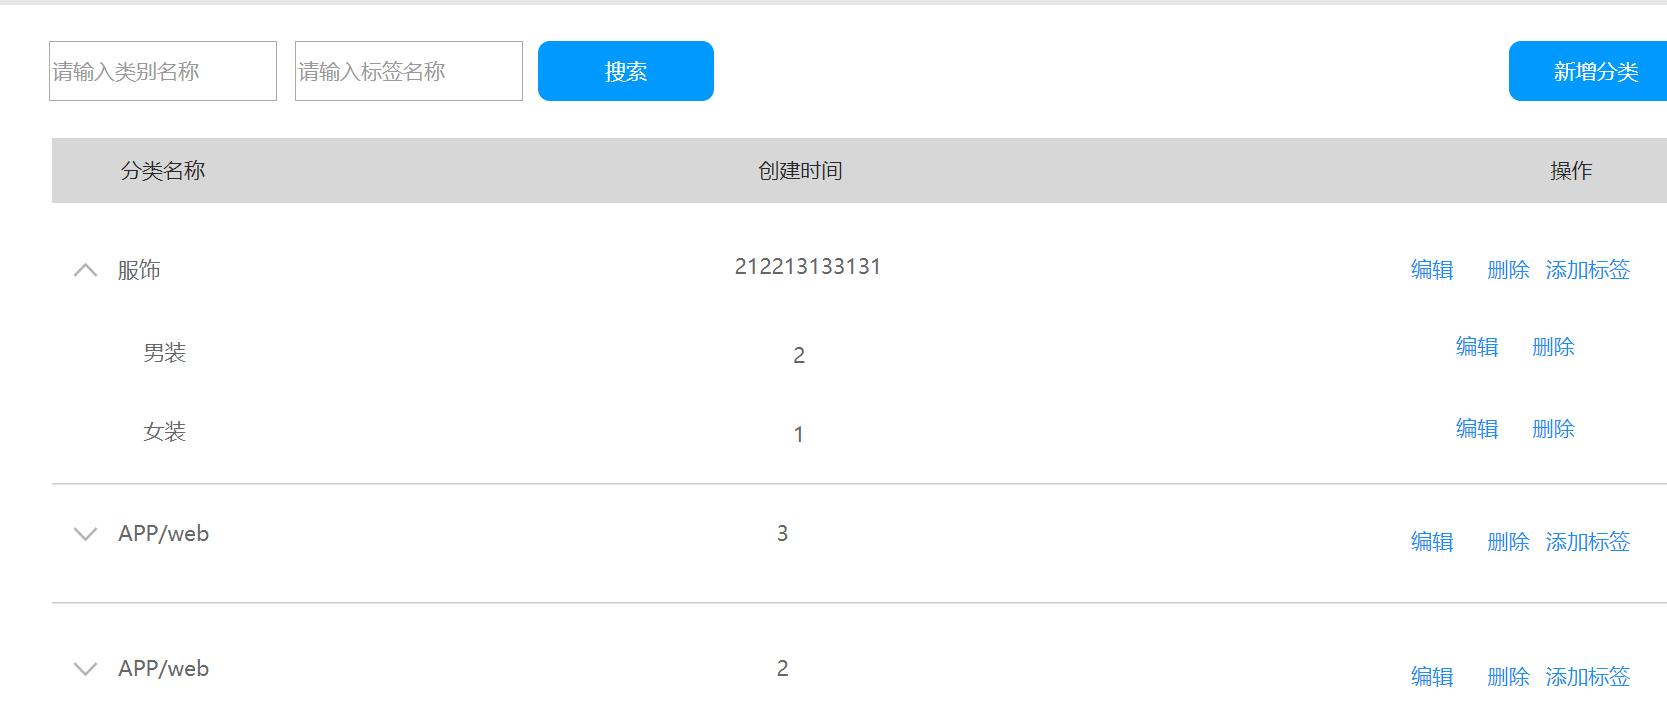 请输入类别名称 请输入标签名称 搜索 新增分类
分类名称 创建时间 操作
服饰 212213133131 编辑 删除 添加标签
男装 2 编辑 删除
女装 1 编辑 删除
APP/web 3 编辑 删除 添加标签
APP/web 2 编辑 删除 添加标签